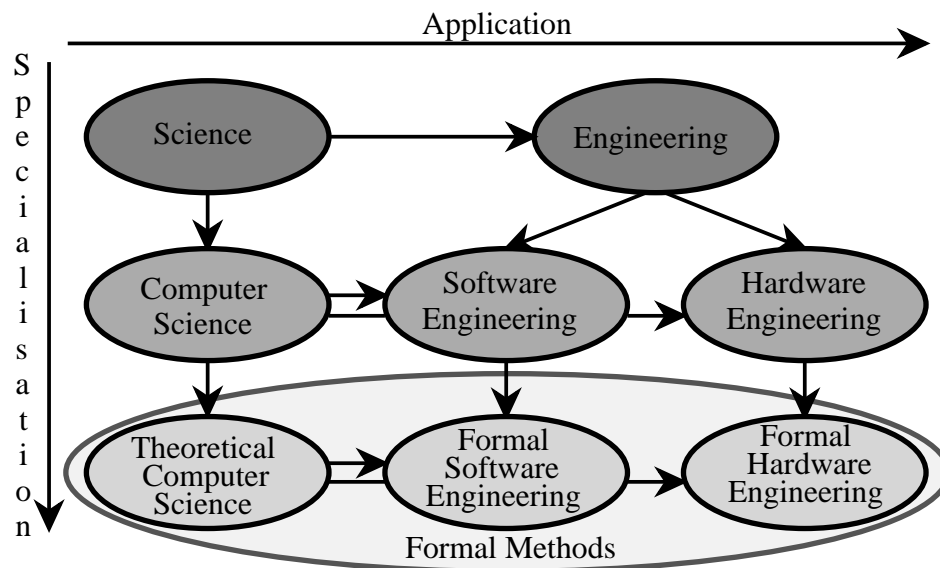 Application
Specialisation
Science
Engineering
Computer
Science
Software
Engineering
Hardware
Engineering
Theoretical
Computer
Science
Formal
Software
Engineering
Formal
Hardware
Engineering
Formal Methods